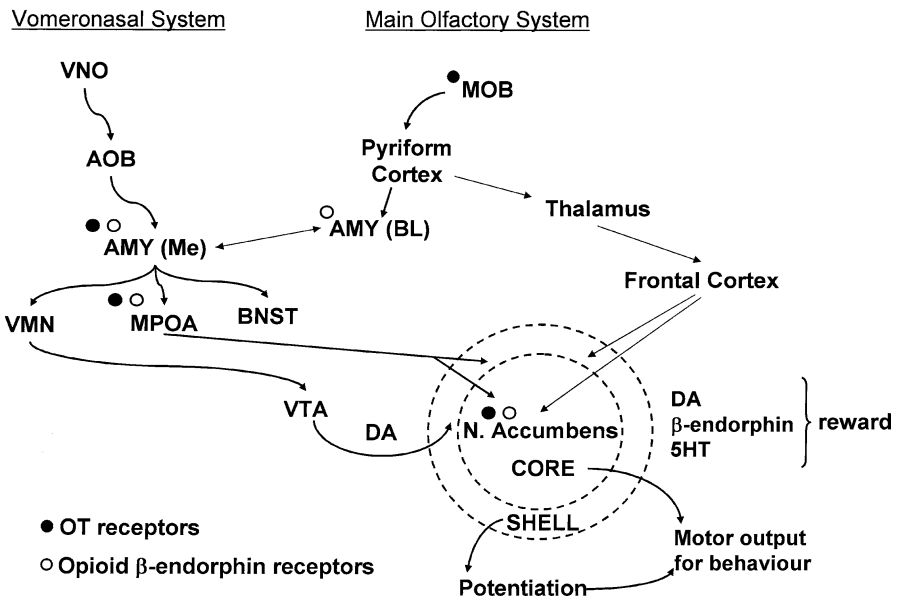 Vomeronasal System
Main Olfactory System
VNO
MOB
AOB
Pyriform
Cortex
Thalamus
AMY (Me)
AMY (BL)
Frontal Cortex
VMN
MPOA
BNST
VTA
DA
N. Accumbens
CORE
SHELL
DA
β-endorphin
5HT
reward
OT receptors
Opioid β-endorphin receptors
Motor output
for behaviour
Potentiation